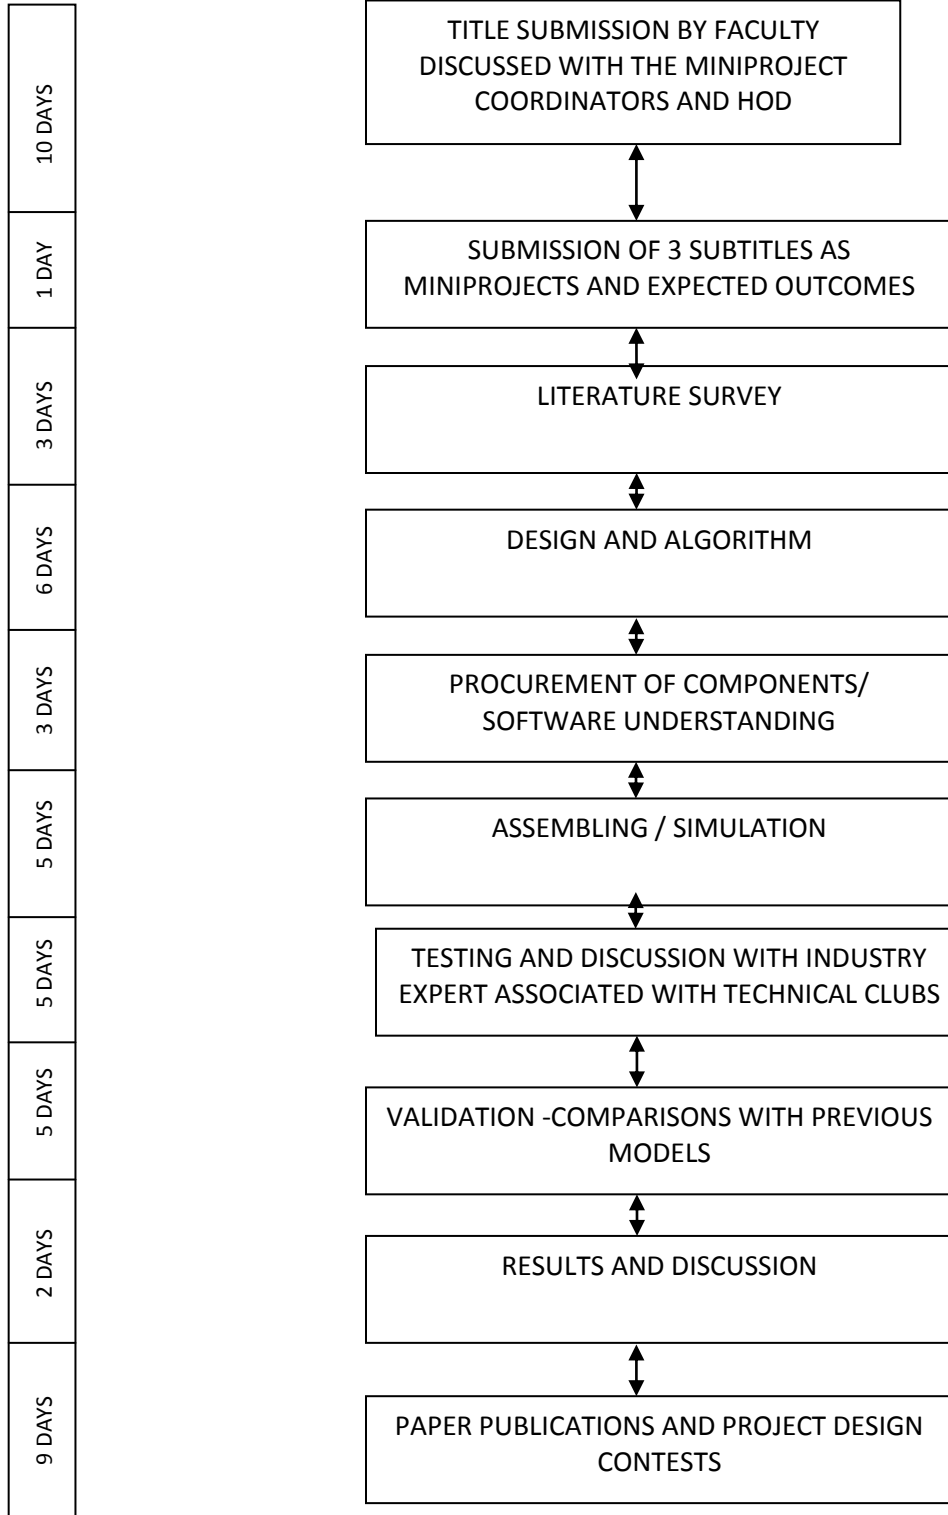 10 DAYS
TITLE SUBMISSION BY FACULTY
DISCUSSED WITH THE MINIPROJECT
COORDINATORS AND HOD
1 DAY
SUBMISSION OF 3 SUBTITLES AS
MINIPROJECTS AND EXPECTED OUTCOMES
3 DAYS
LITERATURE SURVEY
6 DAYS
DESIGN AND ALGORITHM
3 DAYS
PROCUREMENT OF COMPONENTS/
SOFTWARE UNDERSTANDING
5 DAYS
ASSEMBLING / SIMULATION
5 DAYS
TESTING AND DISCUSSION WITH INDUSTRY
EXPERT ASSOCIATED WITH TECHNICAL CLUBS
5 DAYS
VALIDATION -COMPARISONS WITH PREVIOUS
MODELS
2 DAYS
RESULTS AND DISCUSSION
9 DAYS
PAPER PUBLICATIONS AND PROJECT DESIGN
CONTESTS